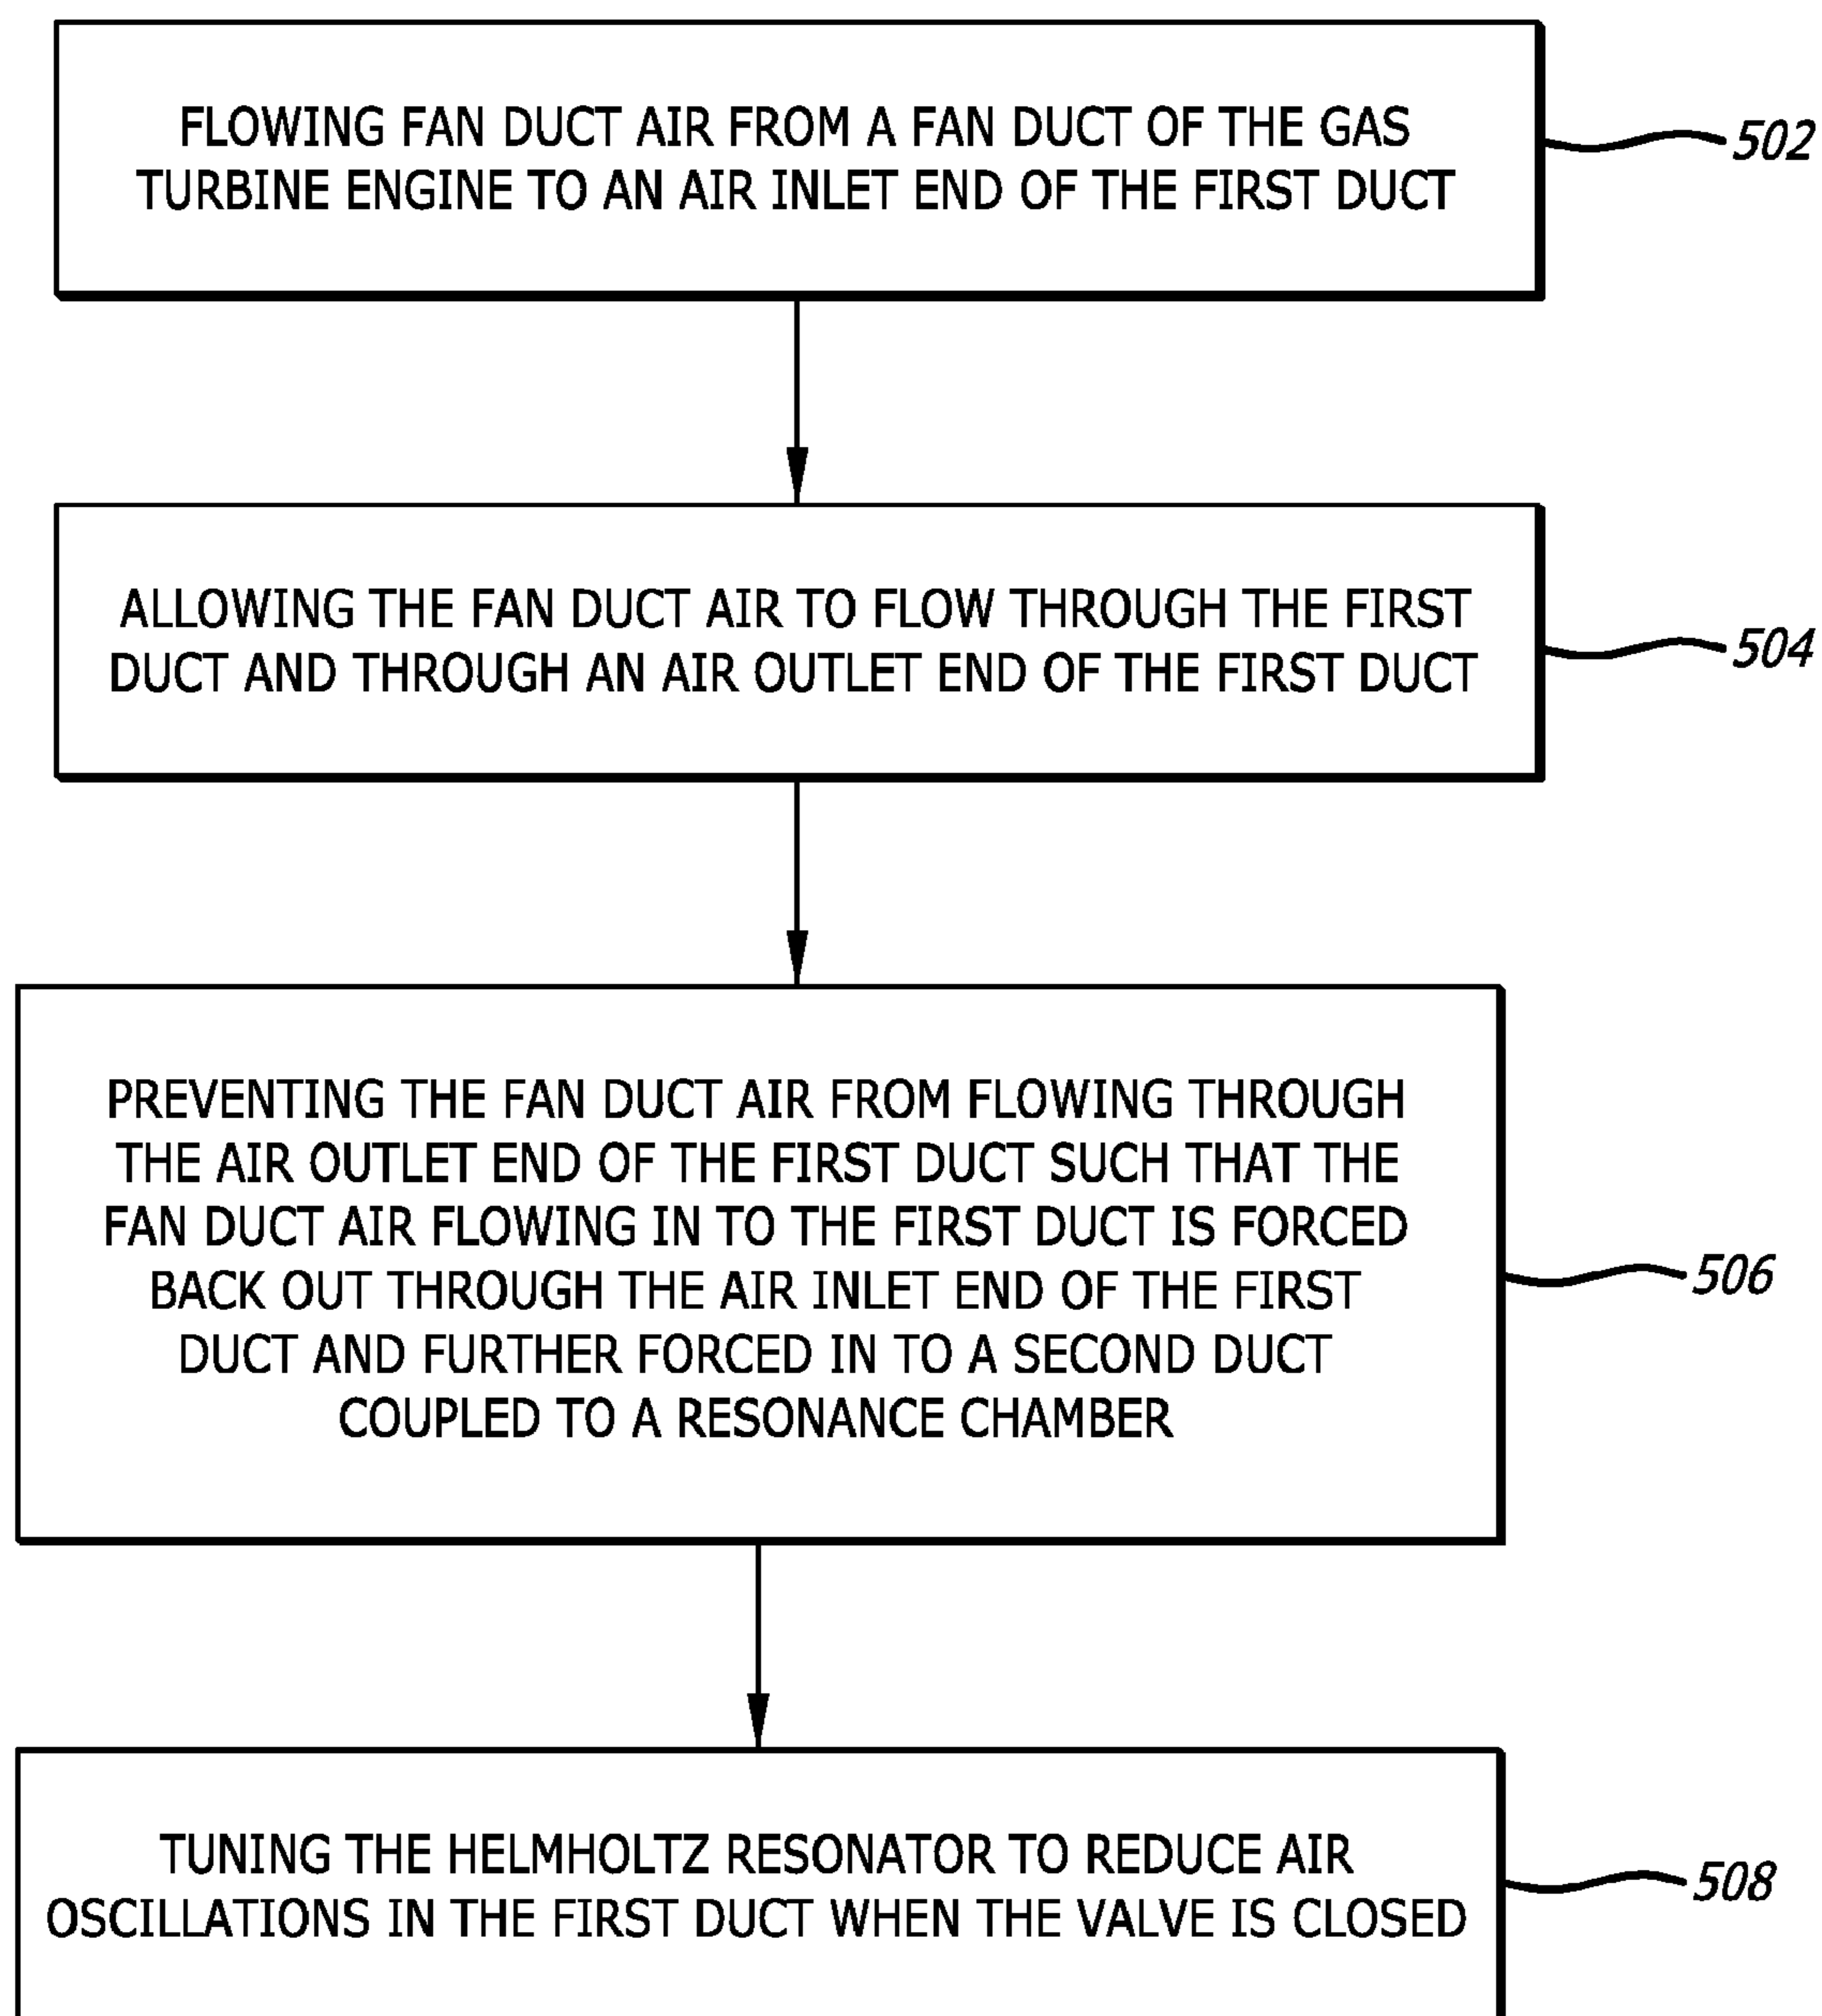 FLOWING FAN DUCT AIR FROM A FAN DUCT OF THE GAS
TURBINE ENGINE TO AN AIR INLET END OF THE FIRST DUCT
502
ALLOWING THE FAN DUCT AIR TO FLOW THROUGH THE FIRST
DUCT AND THROUGH AN AIR OUTLET END OF THE FIRST DUCT
504
PREVENTING THE FAN DUCT AIR FROM FLOWING THROUGH
THE AIR OUTLET END OF THE FIRST DUCT SUCH THAT THE
FAN DUCT AIR FLOWING IN TO THE FIRST DUCT IS FORCED
BACK OUT THROUGH THE AIR INLET END OF THE FIRST
DUCT AND FURTHER FORCED IN TO A SECOND DUCT
COUPLED TO A RESONANCE CHAMBER
506
TUNING THE HELMHOLTZ RESONATOR TO REDUCE AIR
OSCILLATIONS IN THE FIRST DUCT WHEN THE VALVE IS CLOSED
508